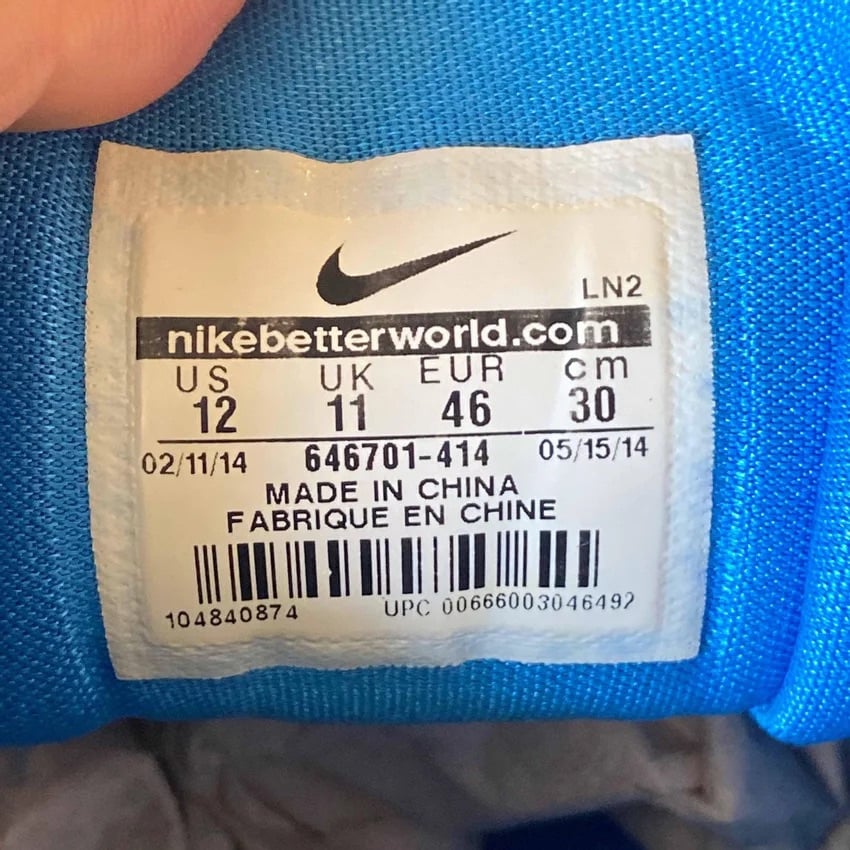 LN2
nikebetterworld.com
US UK EUR cm
12 11 46 30
02/11/14 646701-414 05/15/14
MADE IN CHINA
FABRIQUE EN CHINE
104840874 UPC 00666003046492